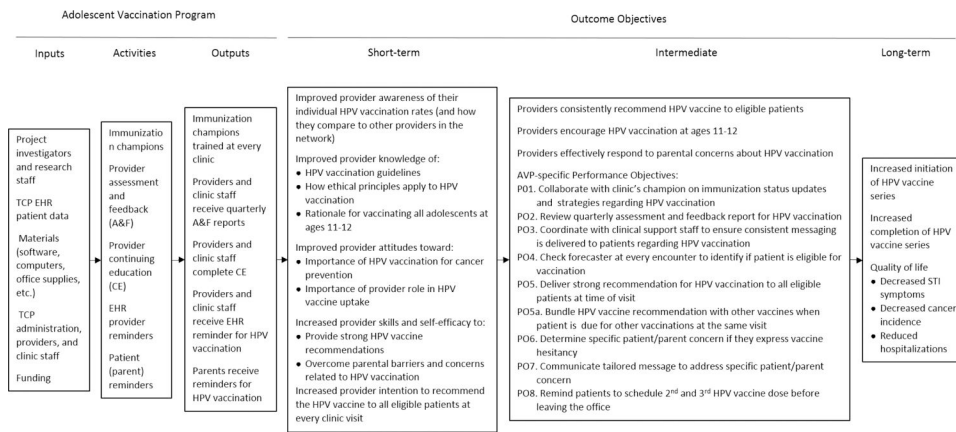 Adolescent Vaccination Program
Outcome Objectives
Inputs
Activities
Outputs
Short-term
Intermediate
Long-term
Project
investigators
and research
staff
TCP EHR
patient data
Materials
(software,
computers,
office supplies,
etc.)
TCP
administration,
providers, and
clinic staff
Funding
Immunizatio
n champions
Provider
assessment
and
feedback
(A&F)
Provider
continuing
education
(CE)
EHR
provider
reminders
Patient
(parent)
reminders
Immunization
champions
trained at every
clinic
Providers and
clinic staff
receive quarterly
A&F reports
Providers and
clinic staff
complete CE
Providers and
clinic staff
receive EHR
reminder for HPV
vaccination
Parents receive
reminders for
HPV vaccination
Improved provider awareness of their
individual HPV vaccination rates (and how
they compare to other providers in the
network)
Improved provider knowledge of:
● HPV vaccination guidelines
● How ethical principles apply to HPV
vaccination
● Rationale for vaccinating all adolescents at
ages 11-12
Improved provider attitudes toward:
● Importance of HPV vaccination for cancer
prevention
● Importance of provider role in HPV
vaccine uptake
Increased provider skills and self-efficacy to:
● Provide strong HPV vaccine
recommendations
● Overcome parental barriers and concerns
related to HPV vaccination
Increased provider intention to recommend
the HPV vaccine to all eligible patients at
every clinic visit
Providers consistently recommend HPV vaccine to eligible patients
Providers encourage HPV vaccination at ages 11-12
Providers effectively respond to parental concerns about HPV vaccination
AVP-specific Performance Objectives:
PO1. Collaborate with clinic's champion on immunization status updates
and strategies regarding HPV vaccination
PO2. Review quarterly assessment and feedback report for HPV vaccination
PO3. Coordinate with clinical support staff to ensure consistent messaging
is delivered to patients regarding HPV vaccination
PO4. Check forecaster at every encounter to identify if patient is eligible for
vaccination
PO5. Deliver strong recommendation for HPV vaccination to all eligible
patients at time of visit
PO5a. Bundle HPV vaccine recommendation with other vaccines when
patient is due for other vaccinations at the same visit
PO6. Determine specific patient/parent concern if they express vaccine
hesitancy
PO7. Communicate tailored message to address specific patient/parent
concern
PO8. Remind patients to schedule 2nd and 3rd HPV vaccine dose before
leaving the office
Increased initiation
of HPV vaccine
series
Increased
completion of HPV
vaccine series
Quality of life
● Decreased STI
symptoms
● Decreased cancer
incidence
● Reduced
hospitalizations